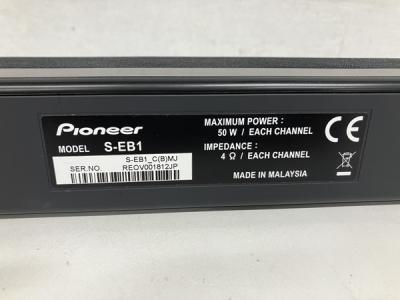 Pioneer
MODEL S-EB1
S-EB1_C(B)MJ
SER.NO. REOV001812JP
MAXIMUM POWER :
50 W / EACH CHANNEL
IMPEDANCE :
4 Ω / EACH CHANNEL
MADE IN MALAYSIA
CE